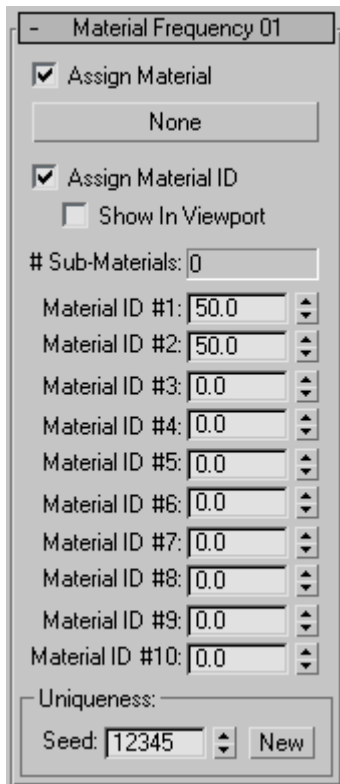 - Material Frequency 01
Assign Material
None
Assign Material ID
Show In Viewport
# Sub-Materials: 0
Material ID #1: 50.0
Material ID #2: 50.0
Material ID #3: 0.0
Material ID #4: 0.0
Material ID #5: 0.0
Material ID #6: 0.0
Material ID #7: 0.0
Material ID #8: 0.0
Material ID #9: 0.0
Material ID #10: 0.0
Uniqueness:
Seed: 12345 New